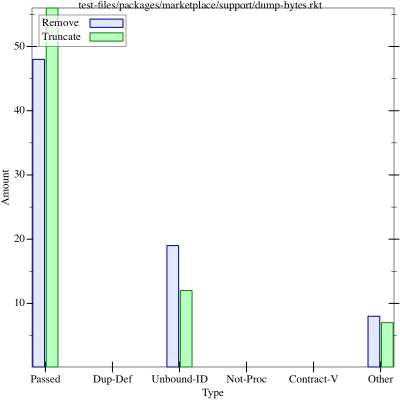 test-files/packages/marketplace/support/dump-bytes.rkt
Remove
Truncate
50
40
30
20
10
Amount
Passed Dup-Def Unbound-ID Not-Proc Contract-V Other
Type